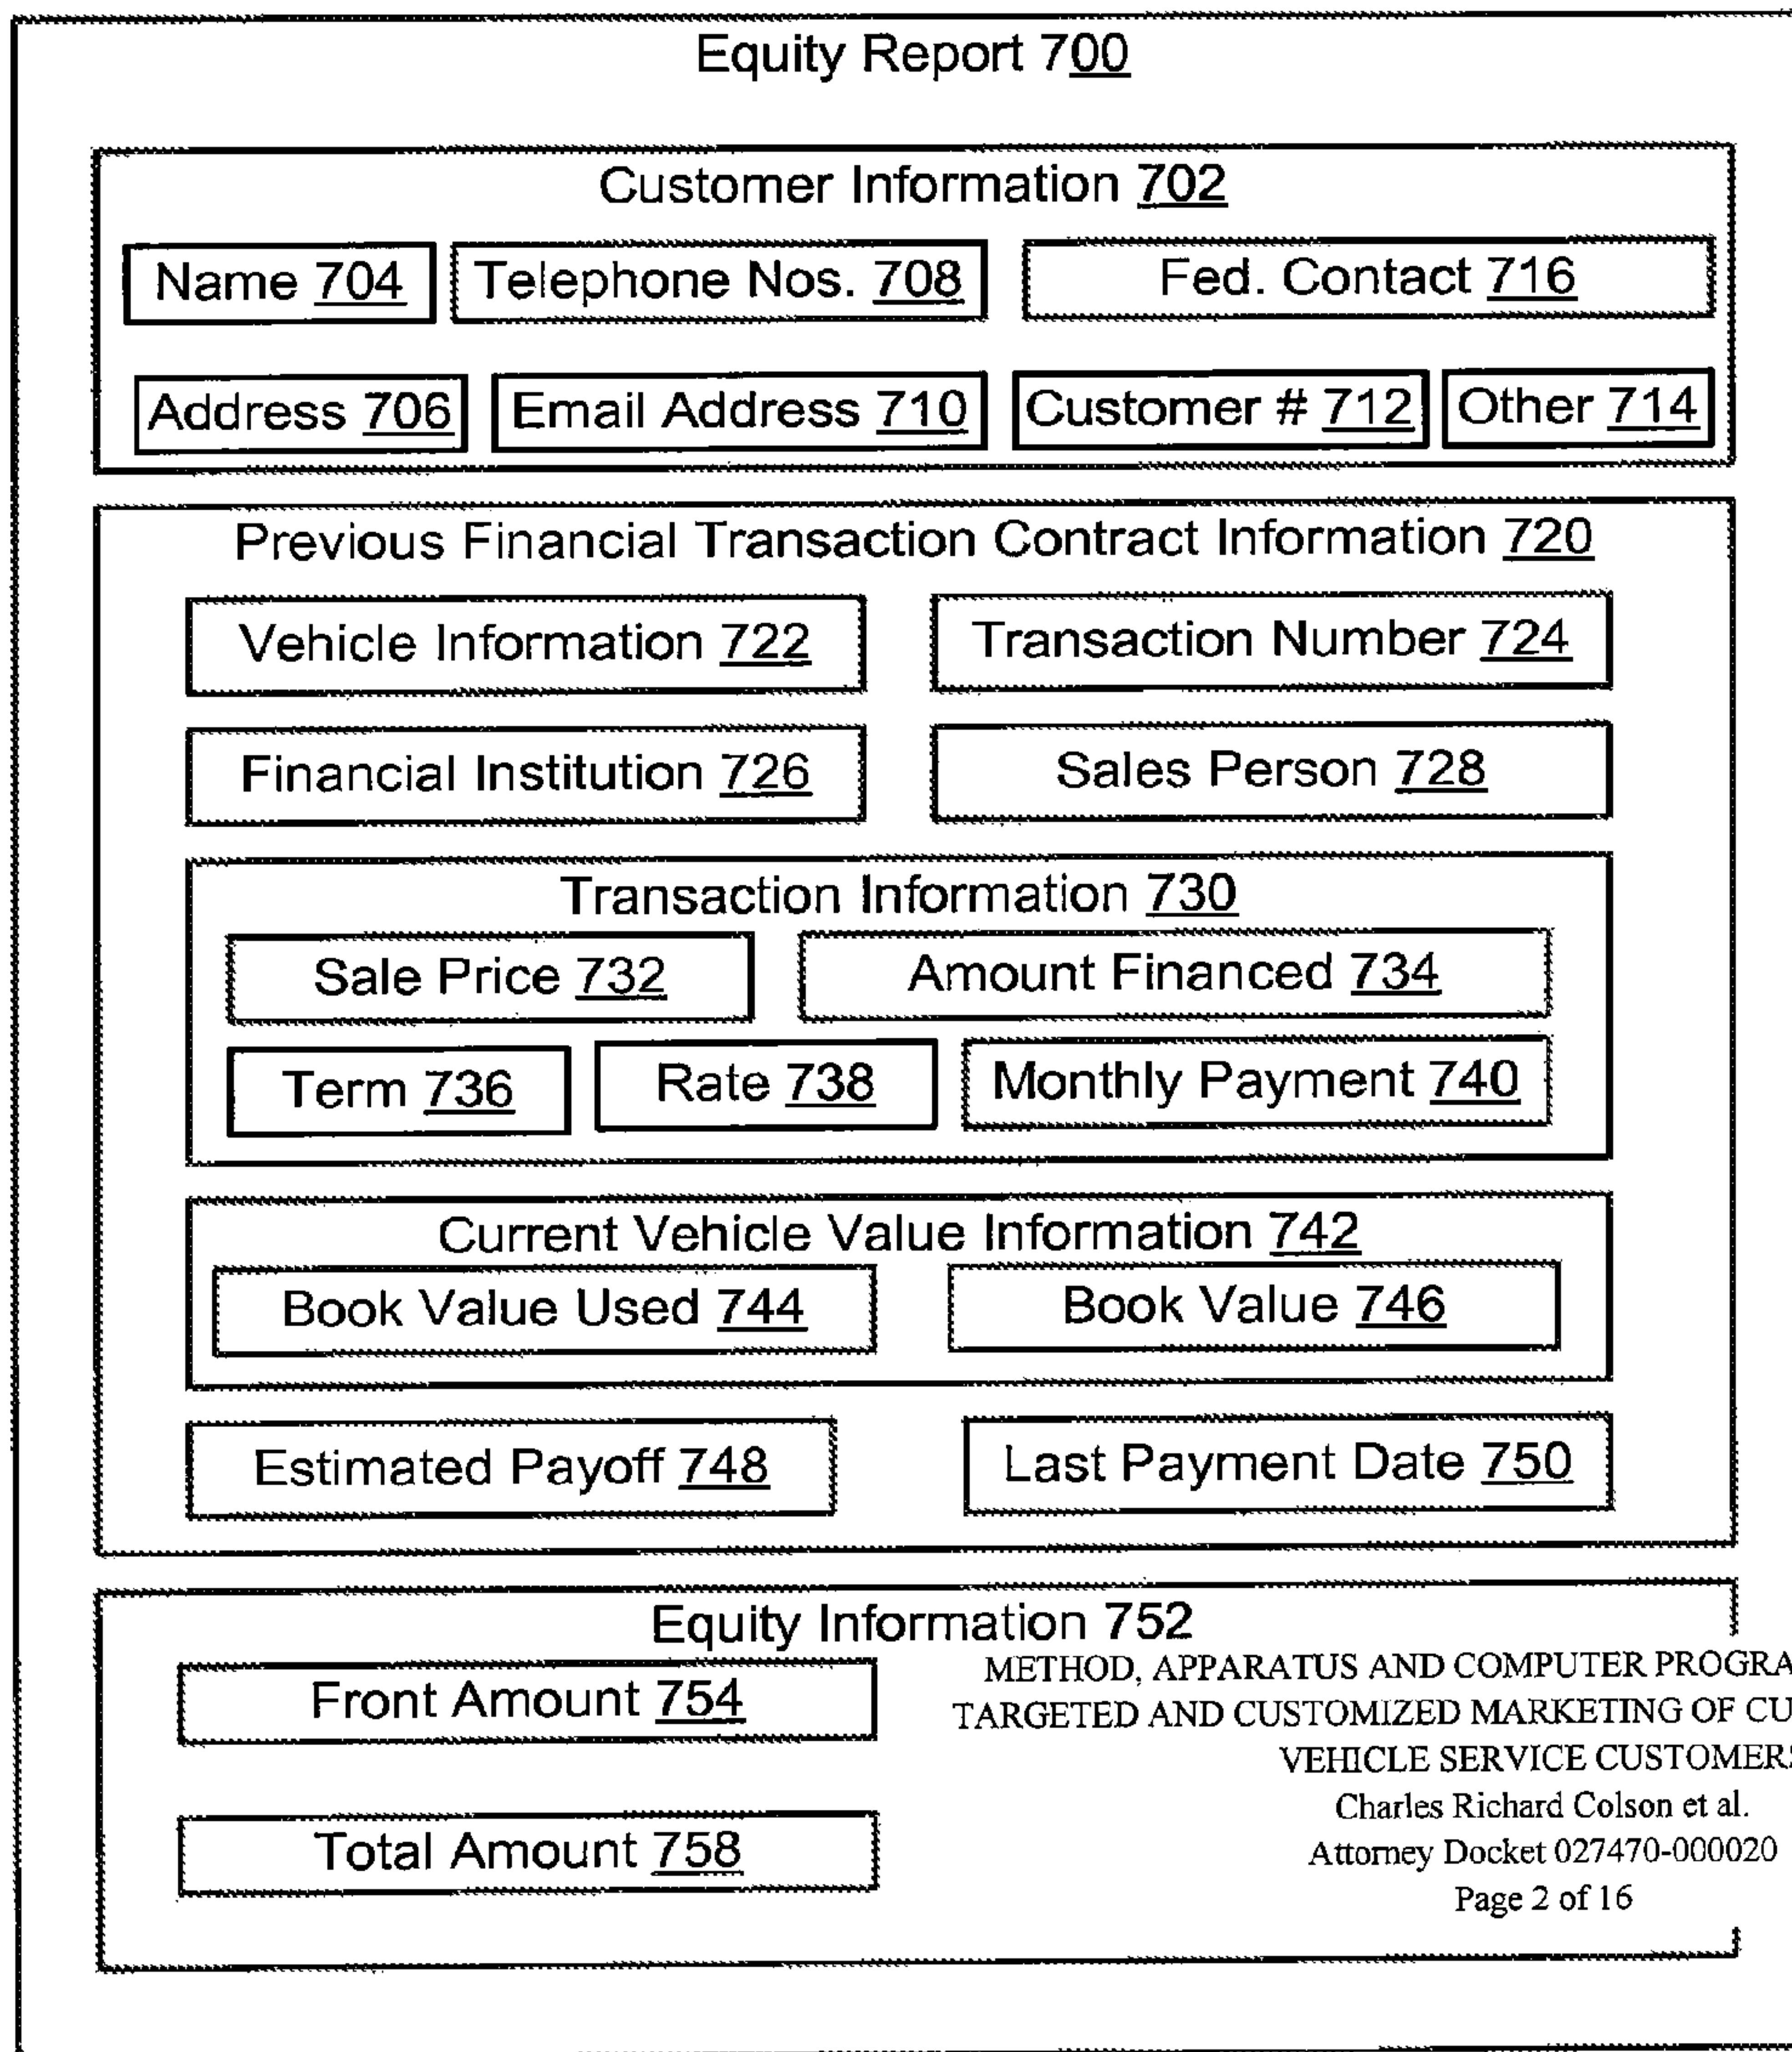 Equity Report 700
Customer Information 702
Name 704 Telephone Nos. 708 Fed. Contact 716
Address 706 Email Address 710 Customer # 712 Other 714
Previous Financial Transaction Contract Information 720
Vehicle Information 722 Transaction Number 724
Financial Institution 726 Sales Person 728
Transaction Information 730
Sale Price 732 Amount Financed 734
Term 736 Rate 738 Monthly Payment 740
Current Vehicle Value Information 742
Book Value Used 744 Book Value 746
Estimated Payoff 748 Last Payment Date 750
Equity Information 752
Front Amount 754
Total Amount 758
METHOD, APPARATUS AND COMPUTER PROGRA
TARGETED AND CUSTOMIZED MARKETING OF CU
VEHICLE SERVICE CUSTOMERS
Charles Richard Colson et al.
Attorney Docket 027470-000020
Page 2 of 16